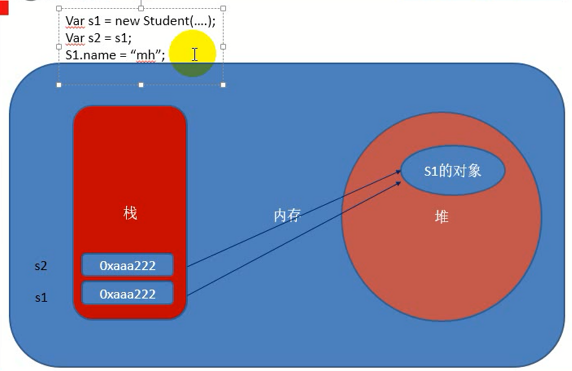 Var s1 = new Student(....);
Var s2 = s1;
S1.name = “mh”;
S1的对象
栈
内存
堆
s2
0xaaa222
s1
0xaaa222